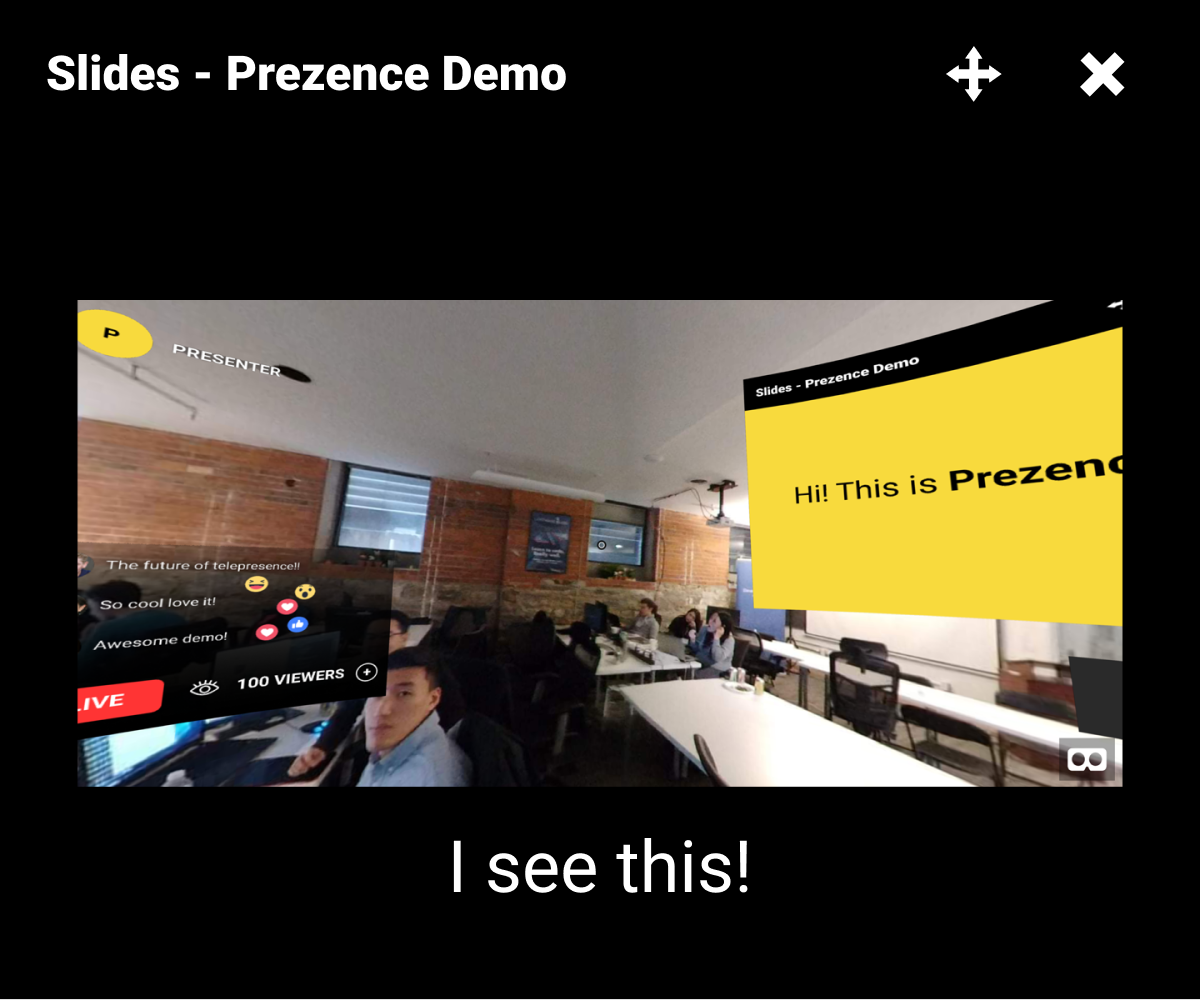 Slides - Prezence Demo
P
PRESENTER
Slides - Prezence Demo
Hi! This is Prezenc
The future of telepresence!!
So cool love it!
Awesome demo!
LIVE
100 VIEWERS
I see this!